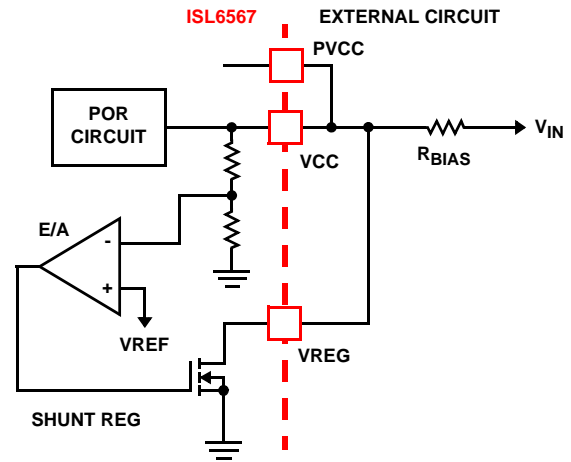 ISL6567 EXTERNAL CIRCUIT
PVCC
POR
CIRCUIT
VCC
RBIAS
VIN
E/A
-
+
VREF
VREG
SHUNT REG